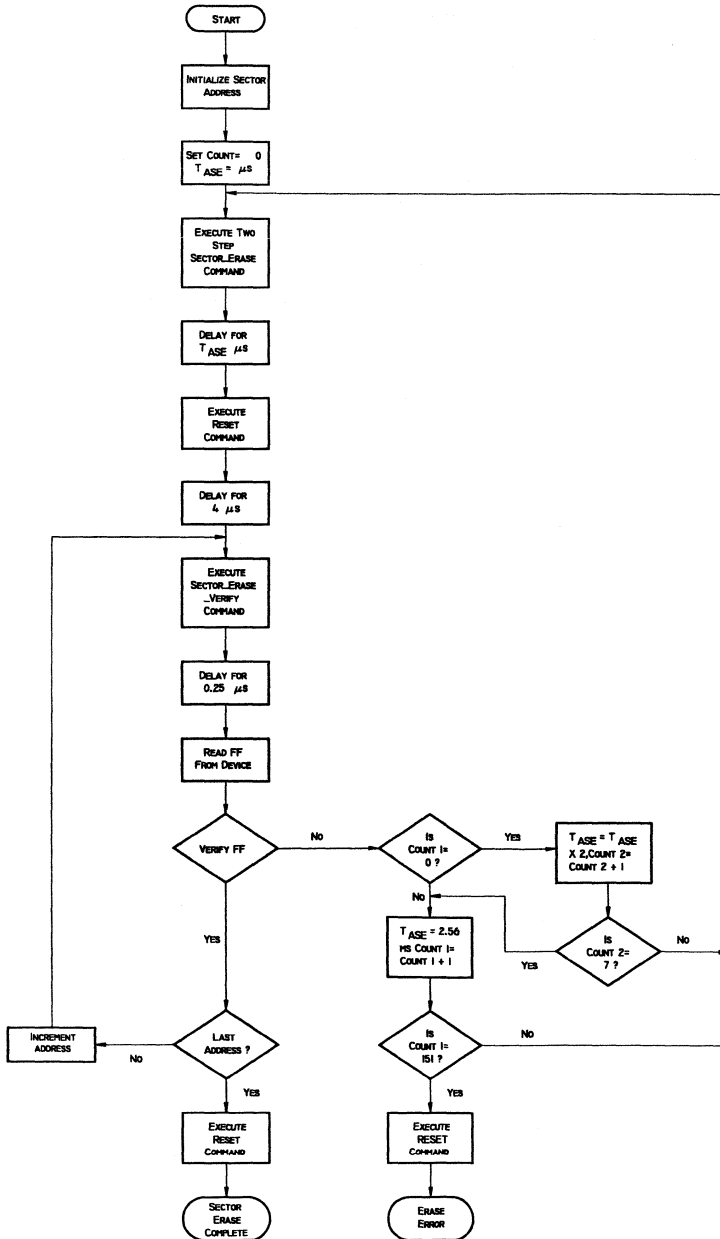 START
INITIALIZE SECTOR
ADDRESS
SET COUNT= 0
T ASE = μS
EXECUTE TWO
STEP
SECTOR_ERASE
COMMAND
DELAY FOR
T ASE μS
EXECUTE
RESET
COMMAND
DELAY FOR
4 μS
EXECUTE
SECTOR_ERASE
_VERIFY
COMMAND
DELAY FOR
0.25 μS
READ FF
FROM DEVICE
VERIFY FF
NO
IS
COUNT 1=
0 ?
YES
T ASE = T ASE
X 2,COUNT 2=
COUNT 2 + 1
NO
YES
T ASE = 2.56
MS COUNT 1=
COUNT 1 + 1
YES
IS
COUNT 2=
7 ?
NO
INCREMENT
ADDRESS
NO
LAST
ADDRESS ?
YES
IS
COUNT 1=
151 ?
NO
YES
EXECUTE
RESET
COMMAND
EXECUTE
RESET
COMMAND
SECTOR
ERASE
COMPLETE
ERASE
ERROR